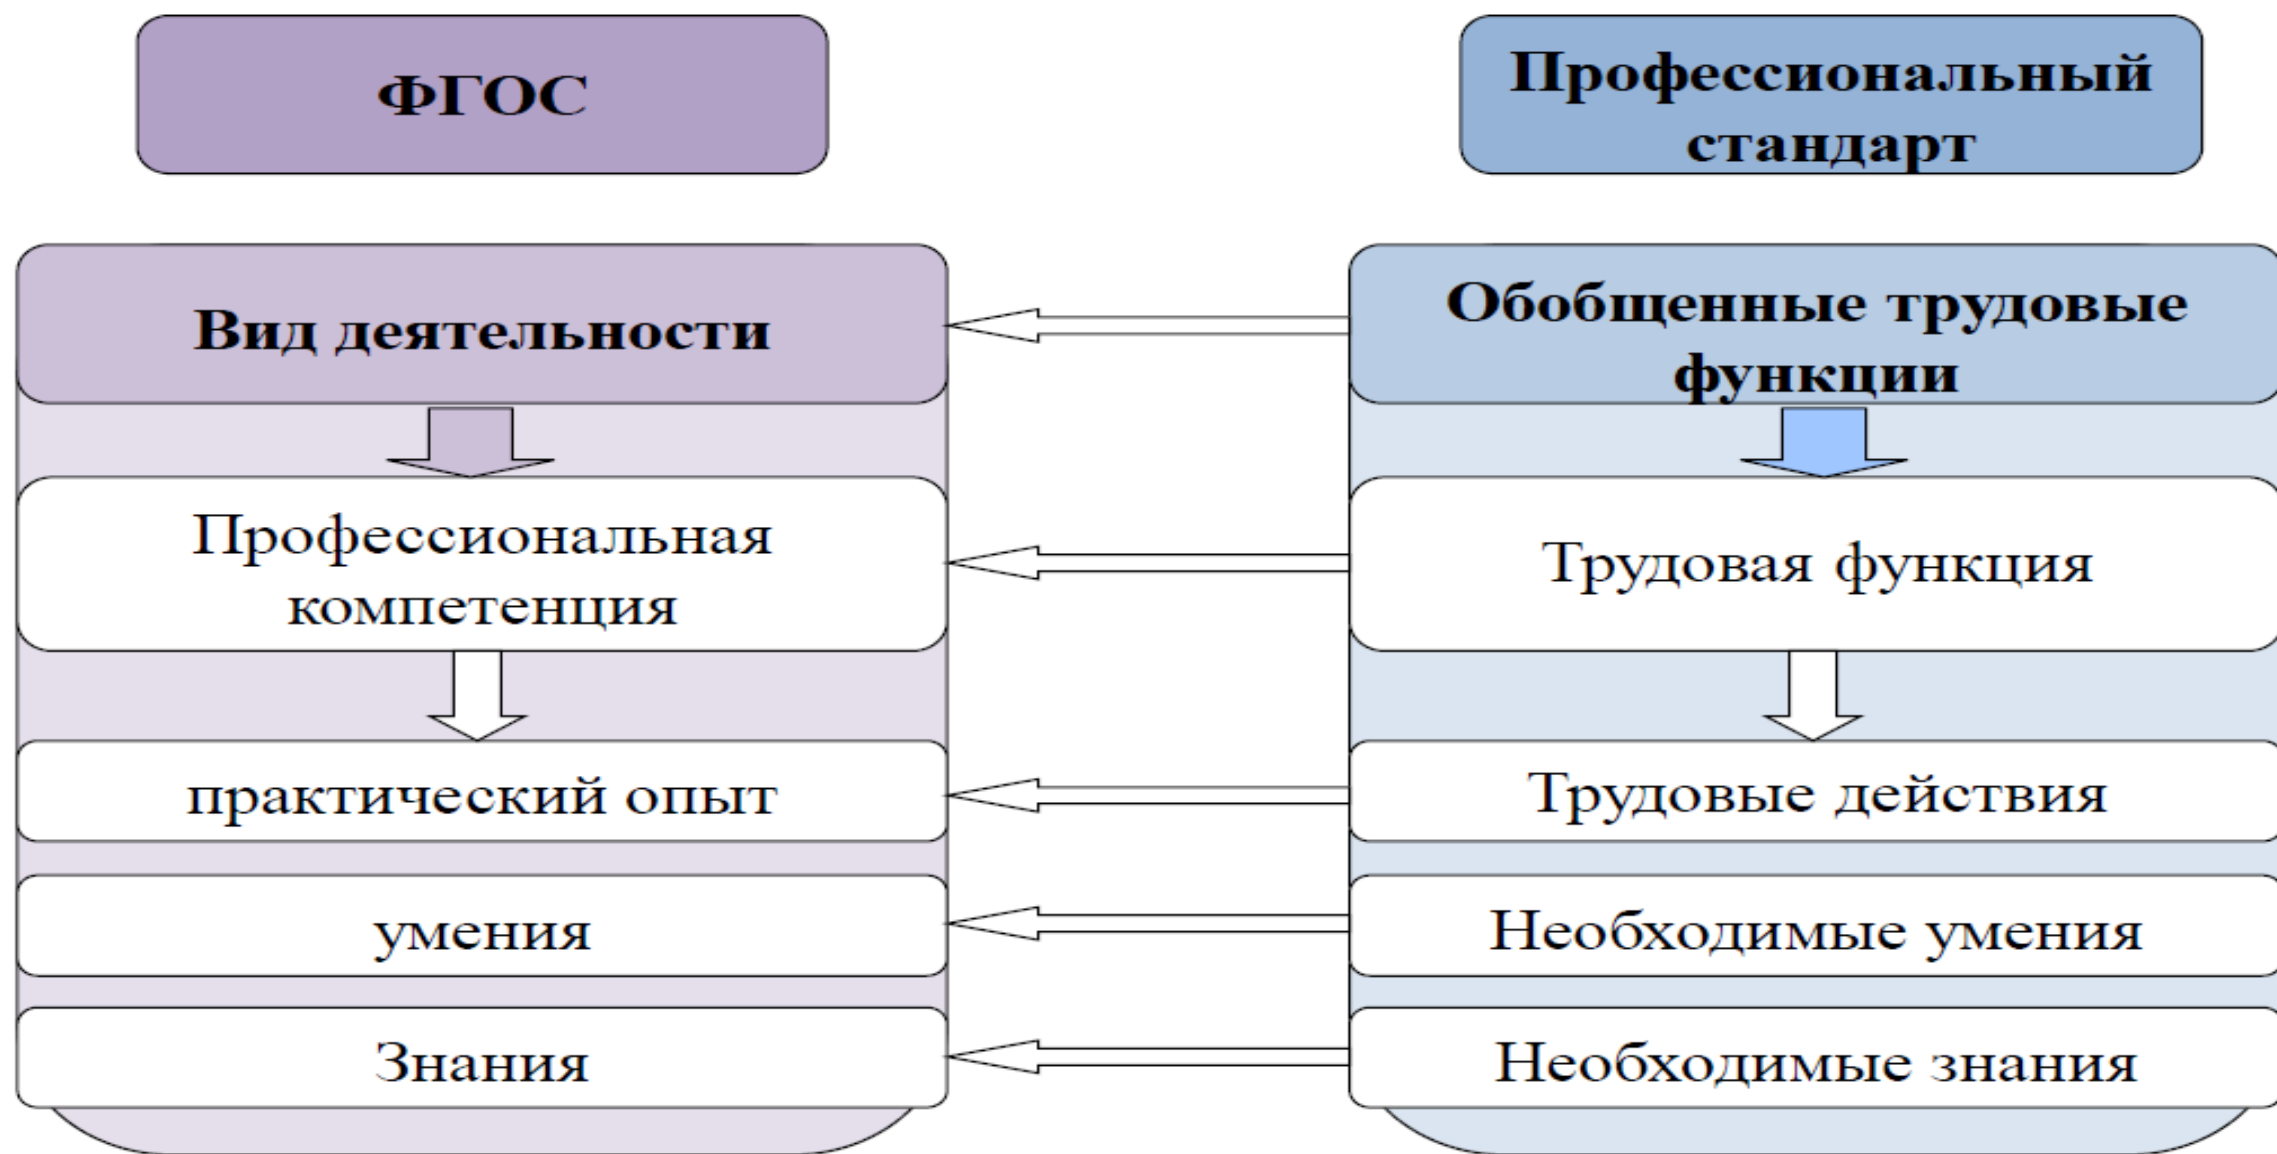 ФГОС
Профессиональный
стандарт
Вид деятельности
Обобщенные трудовые
функции
Профессиональная
компетенция
Трудовая функция
практический опыт
Трудовые действия
умения
Необходимые умения
Знания
Необходимые знания